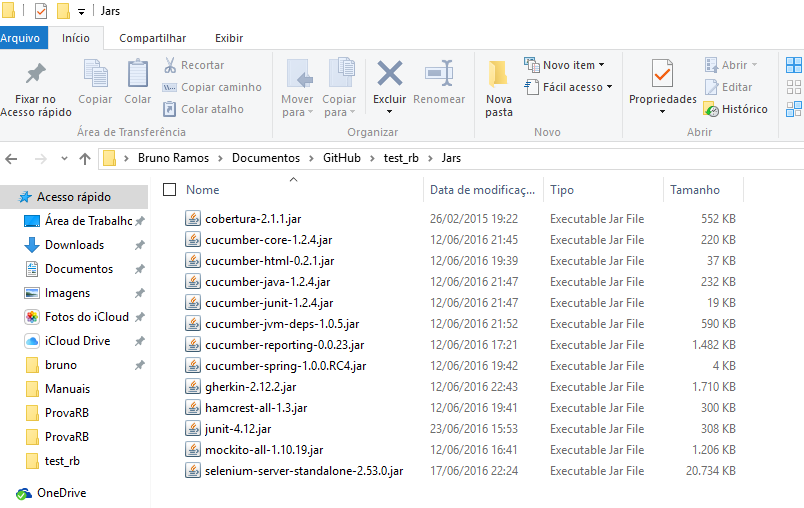 Jars
Arquivo Início Compartilhar Exibir
Fixar no Acesso rápido
Copiar
Colar
Recortar
Copiar caminho
Colar atalho
Área de Transferência
Mover para
Copiar para
Excluir
Renomear
Organizar
Nova pasta
Novo item
Fácil acesso
Novo
Propriedades
Abrir
Editar
Histórico
Abrir
Bruno Ramos > Documentos > GitHub > test_rb > Jars
Acesso rápido
Área de Trabalho
Downloads
Documentos
Imagens
Fotos do iCloud
iCloud Drive
bruno
Manuais
ProvaRB
ProvaRB
test_rb
OneDrive
Nome Data de modificaç... Tipo Tamanho
cobertura-2.1.1.jar 26/02/2015 19:22 Executable Jar File 552 KB
cucumber-core-1.2.4.jar 12/06/2016 21:45 Executable Jar File 220 KB
cucumber-html-0.2.1.jar 12/06/2016 19:39 Executable Jar File 37 KB
cucumber-java-1.2.4.jar 12/06/2016 21:47 Executable Jar File 232 KB
cucumber-junit-1.2.4.jar 12/06/2016 21:47 Executable Jar File 19 KB
cucumber-jvm-deps-1.0.5.jar 12/06/2016 21:52 Executable Jar File 590 KB
cucumber-reporting-0.0.23.jar 12/06/2016 17:21 Executable Jar File 1.482 KB
cucumber-spring-1.0.0.RC4.jar 12/06/2016 19:42 Executable Jar File 4 KB
gherkin-2.12.2.jar 12/06/2016 22:43 Executable Jar File 1.710 KB
hamcrest-all-1.3.jar 12/06/2016 19:41 Executable Jar File 300 KB
junit-4.12.jar 23/06/2016 15:53 Executable Jar File 308 KB
mockito-all-1.10.19.jar 12/06/2016 16:41 Executable Jar File 1.206 KB
selenium-server-standalone-2.53.0.jar 17/06/2016 22:24 Executable Jar File 20.734 KB